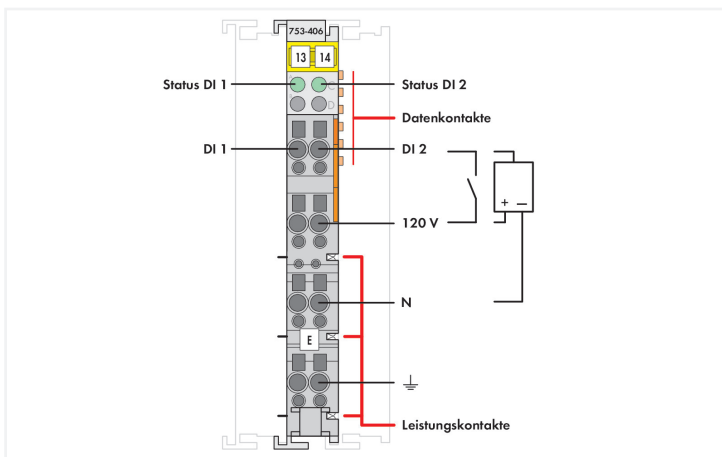 753-406
13 14
Status DI 1
Status DI 2
C
D
Datenkontakte
DI 1
DI 2
+ −
120 V
N
E
Leistungskontakte